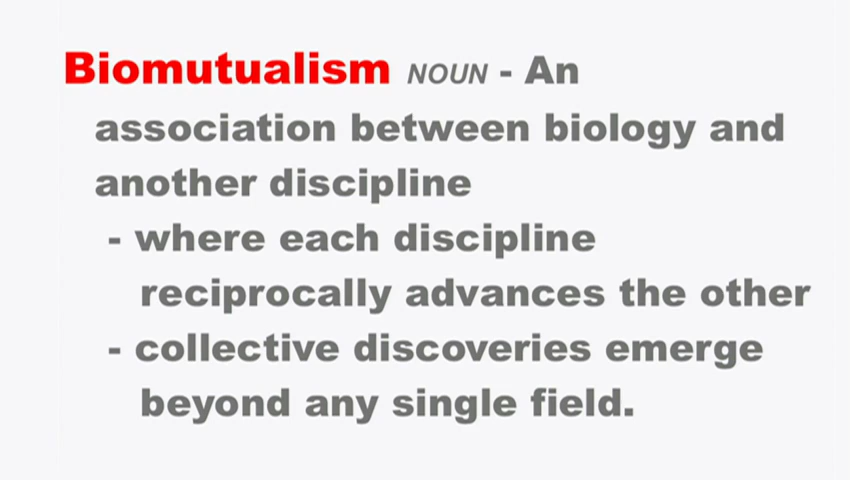 Biomutualism NOUN - An
association between biology and
another discipline
- where each discipline
reciprocally advances the other
- collective discoveries emerge
beyond any single field.